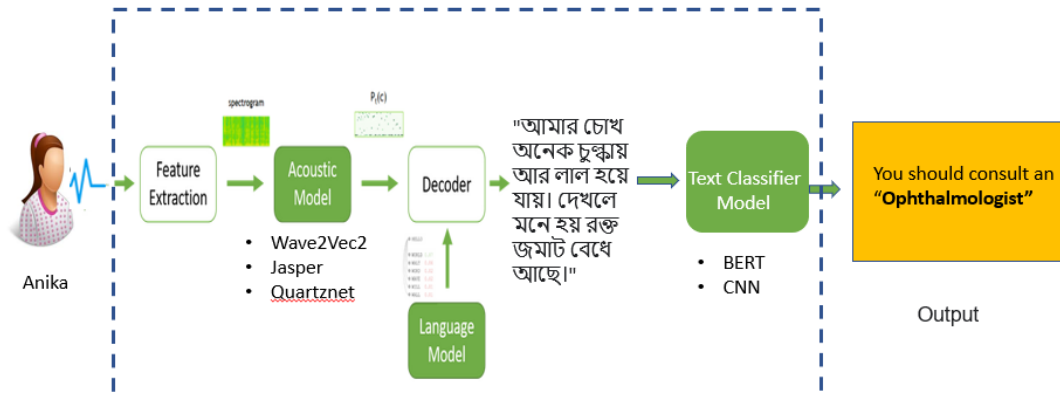 spectrogram
Pₜ(c)
Anika
Feature
Extraction
Acoustic
Model
• Wave2Vec2
• Jasper
• Quartznet
Decoder
Language
Model
"আমার চোখ
অনেক চুল্কায়
আর লাল হয়ে
যায়। দেখলে
মনে হয় রক্ত
জমাট বেধে
আছে।"
Text Classifier
Model
• BERT
• CNN
You should consult an
“Ophthalmologist”
Output